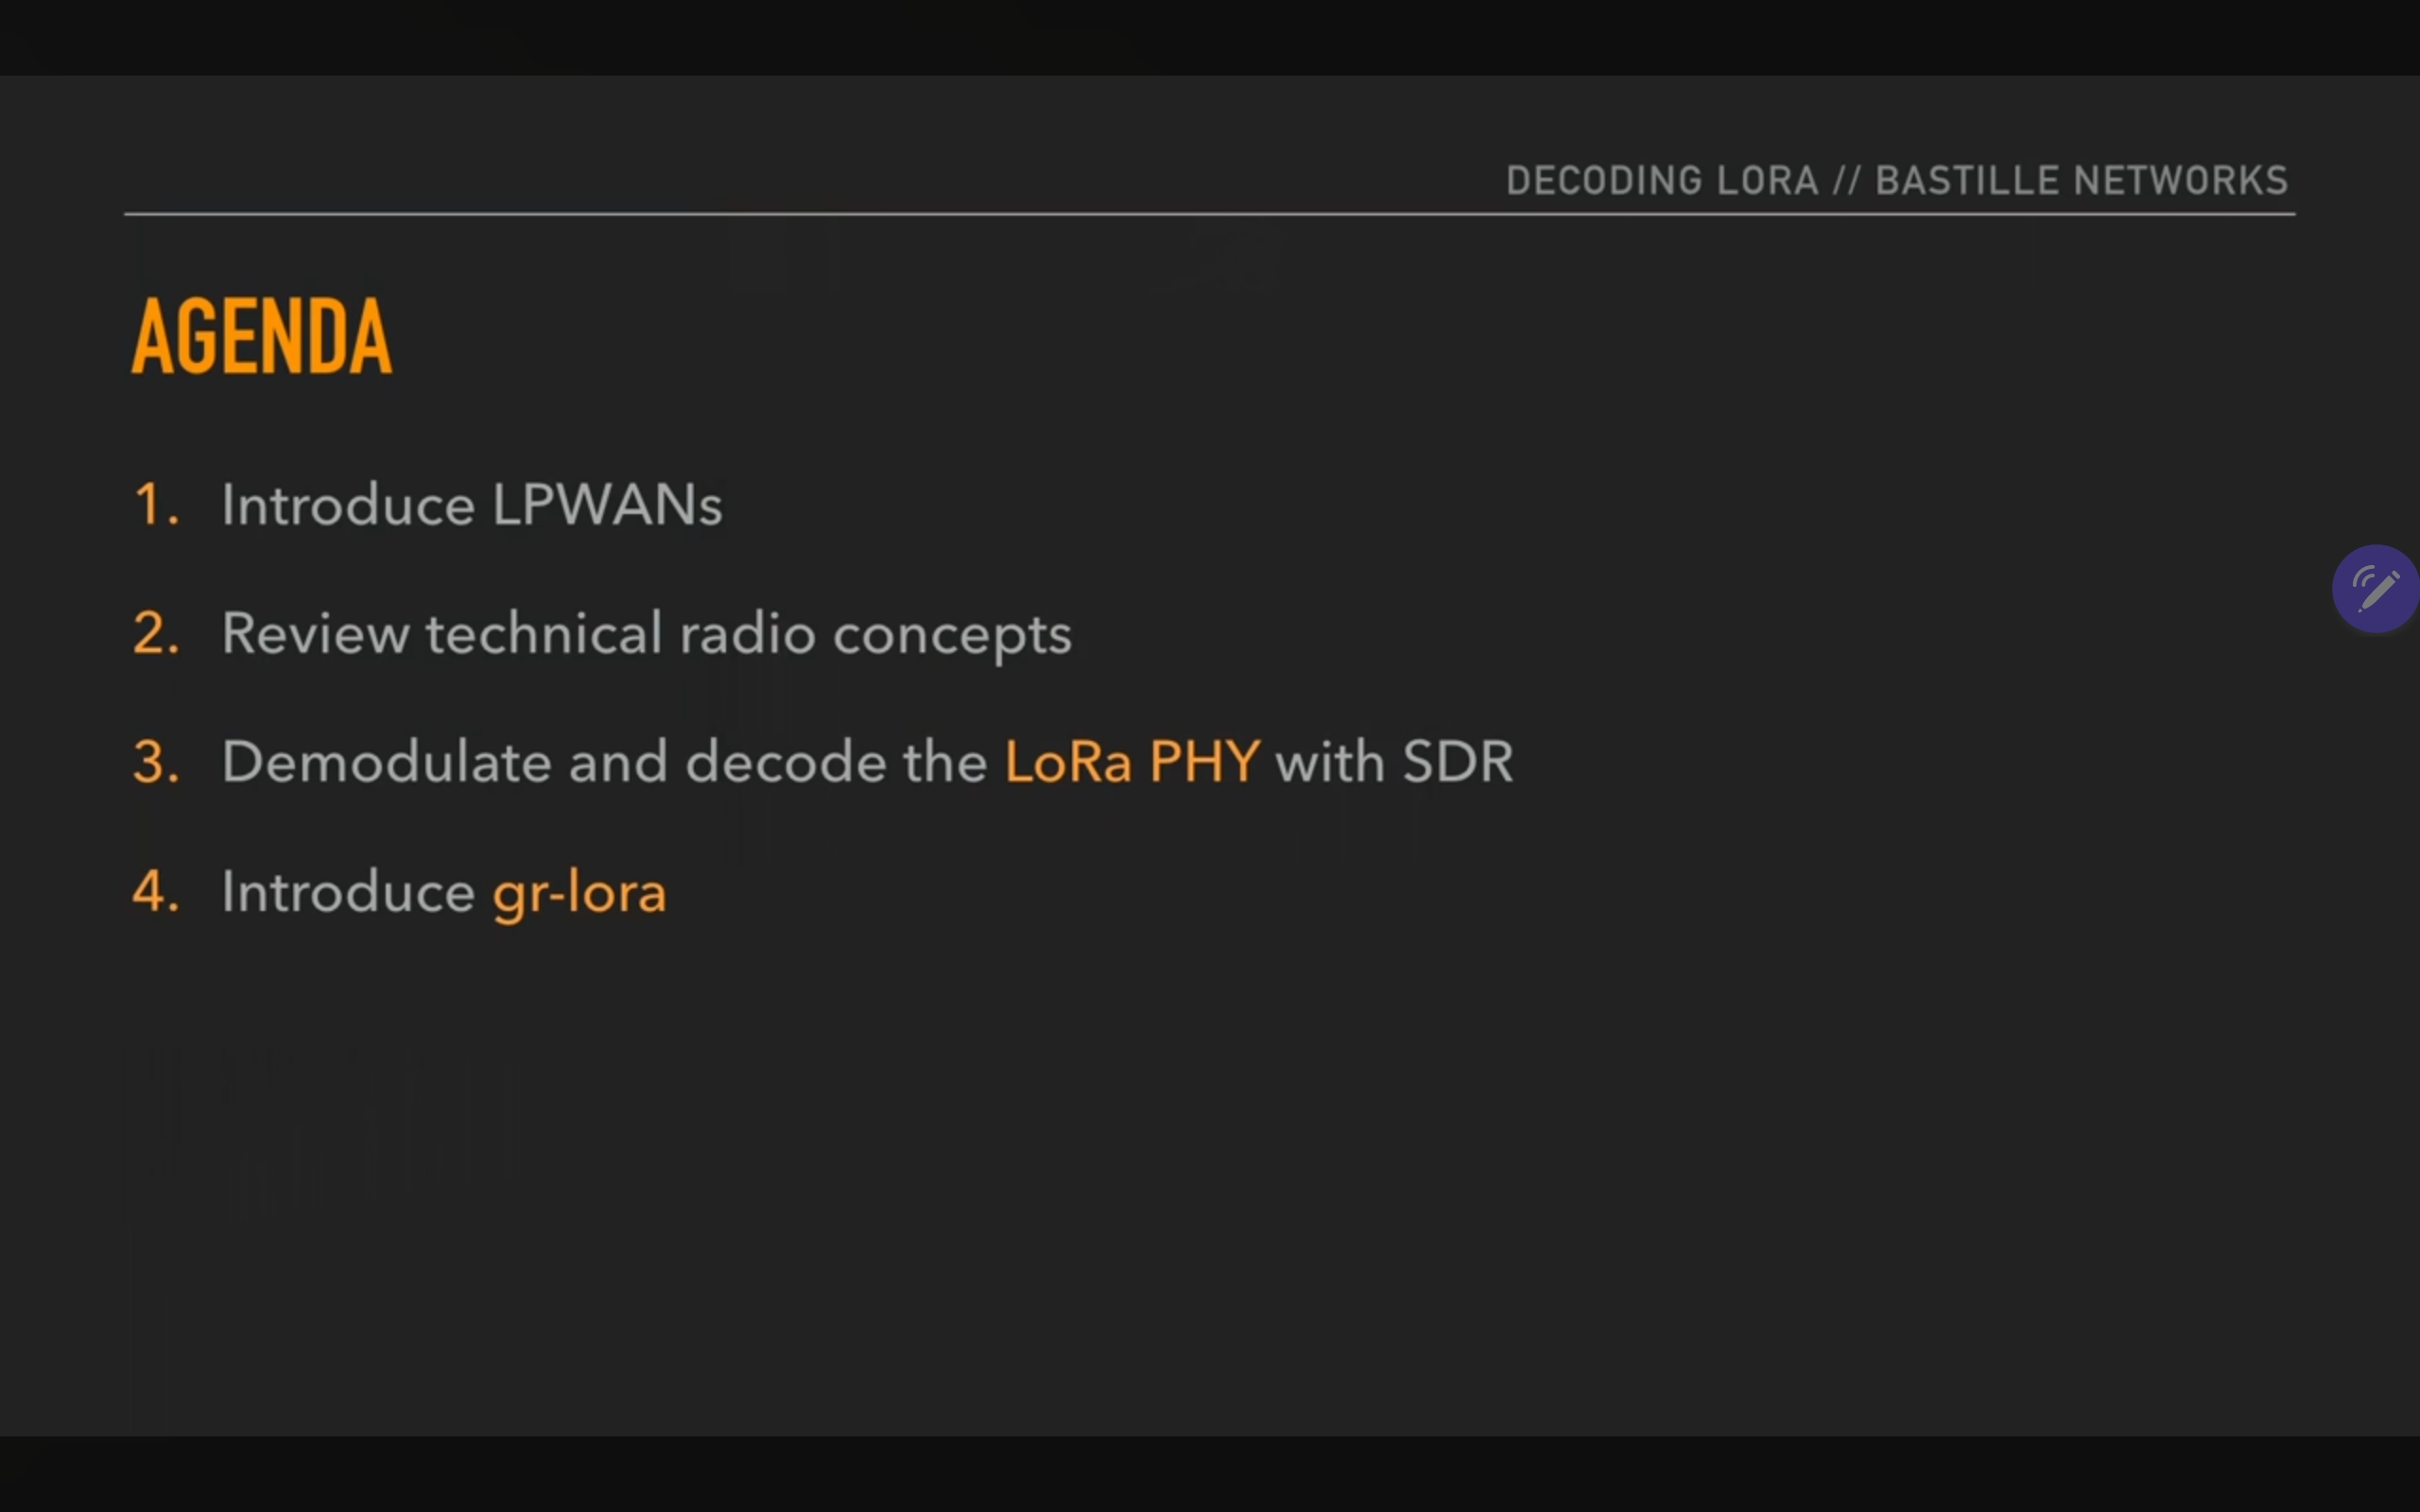 DECODING LORA // BASTILLE NETWORKS
AGENDA
1. Introduce LPWANs
2. Review technical radio concepts
3. Demodulate and decode the LoRa PHY with SDR
4. Introduce gr-lora